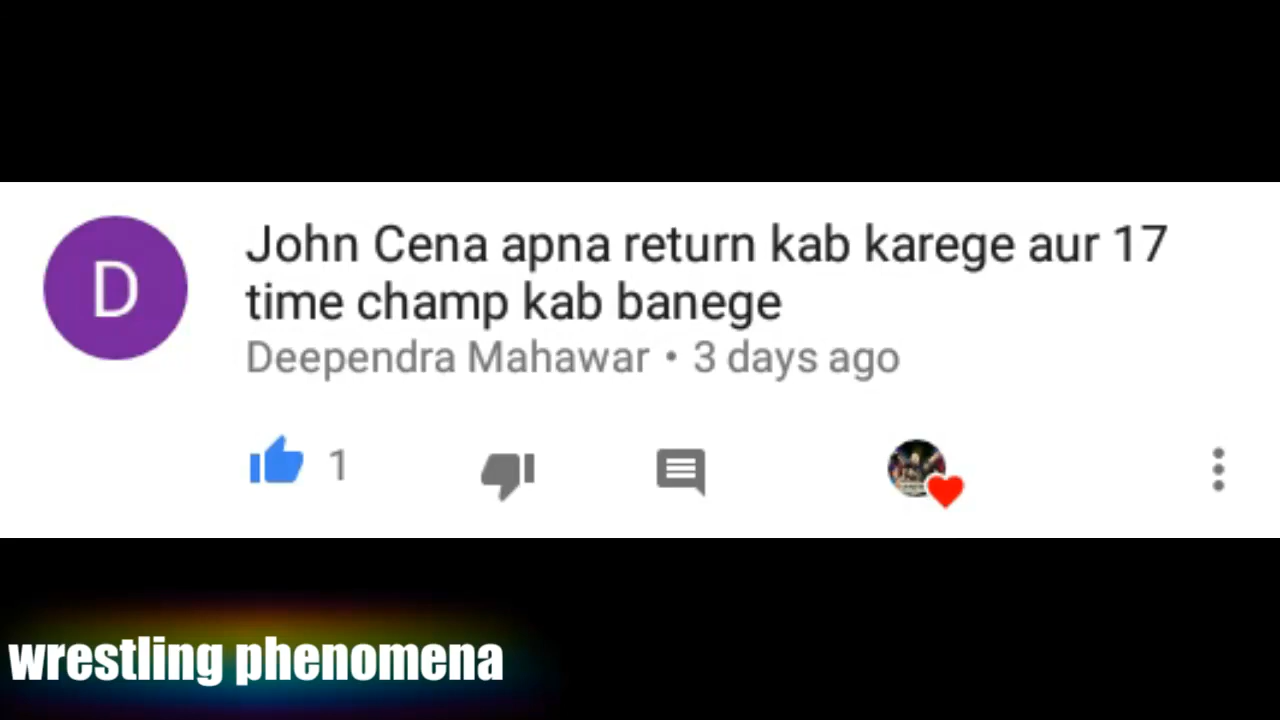 D
John Cena apna return kab karege aur 17
time champ kab banege
Deependra Mahawar • 3 days ago
1
wrestling phenomena